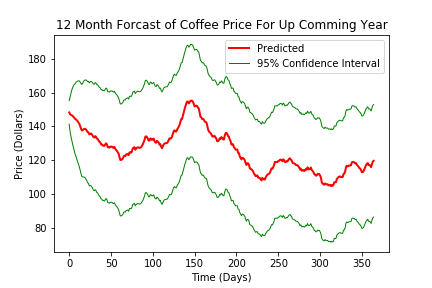 12 Month Forcast of Coffee Price For Up Comming Year
Predicted
95% Confidence Interval
Price (Dollars)
180
160
140
120
100
80
0 50 100 150 200 250 300 350
Time (Days)